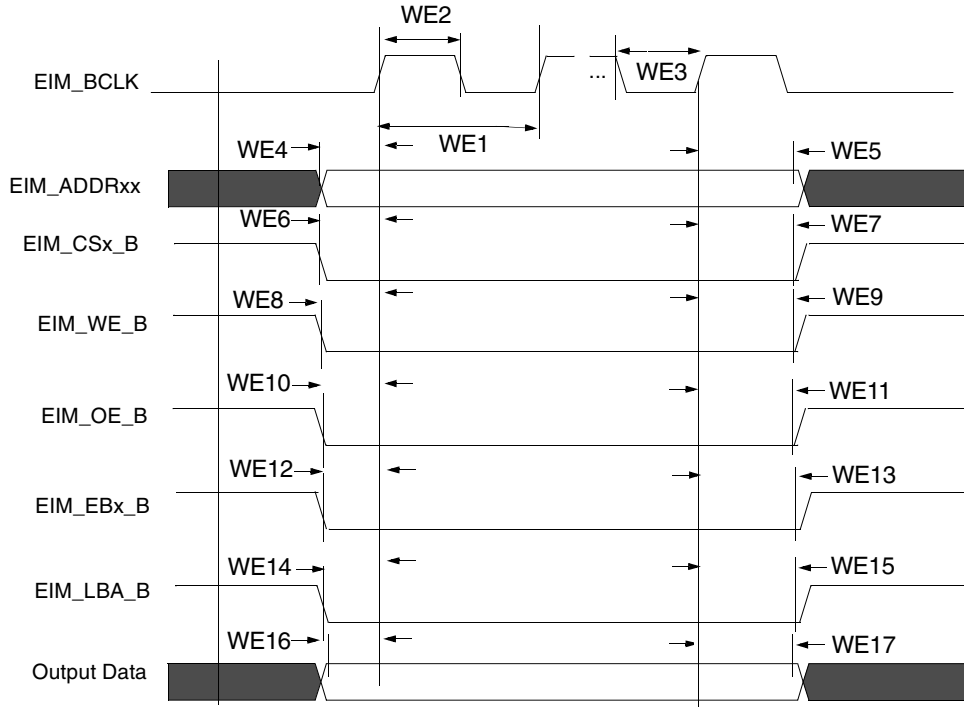 WE2
EIM_BCLK
...
WE3
WE4
WE1
WE5
EIM_ADDRxx
WE6
WE7
EIM_CSx_B
WE8
WE9
EIM_WE_B
WE10
WE11
EIM_OE_B
WE12
WE13
EIM_EBx_B
WE14
WE15
EIM_LBA_B
WE16
WE17
Output Data